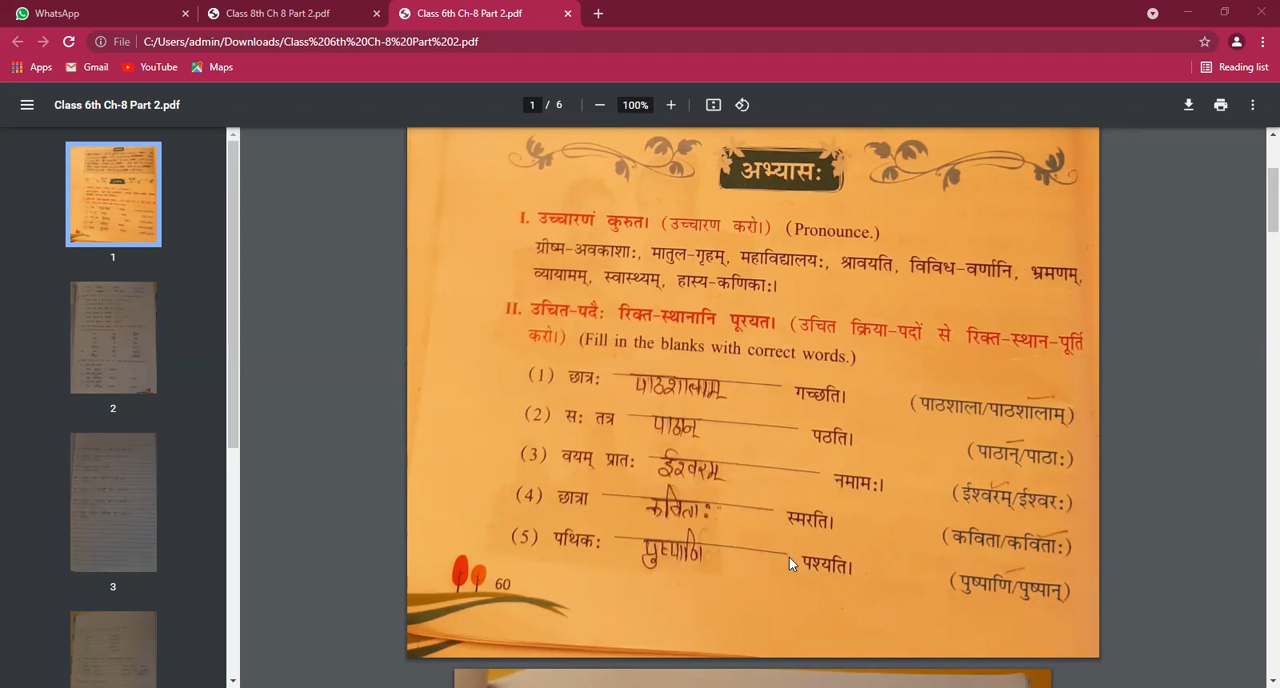 WhatsApp
Class 8th Ch 8 Part 2.pdf
Class 6th Ch-8 Part 2.pdf
File C:/Users/admin/Downloads/Class%206th%20Ch-8%20Part%202.pdf
Apps Gmail YouTube Maps Reading list
Class 6th Ch-8 Part 2.pdf 1 / 6 100%
1
2
3
अभ्यासः
I. उच्चारणं कुरुत। (उच्चारण करो।) (Pronounce.)
ग्रीष्म-अवकाशाः, मातुल-गृहम्, महाविद्यालयः, श्रावयति, विविध-वर्णानि, भ्रमणम्,
व्यायामम्, स्वास्थ्यम्, हास्य-कणिकाः।
II. उचित-पदैः रिक्त-स्थानानि पूरयत। (उचित क्रिया-पदों से रिक्त-स्थान-पूर्ति
करो।) (Fill in the blanks with correct words.)
(1) छात्रः पाठशालाम् गच्छति। (पाठशाला/पाठशालाम्)
(2) सः तत्र पाठान् पठति। (पाठान्/पाठाः)
(3) वयम् प्रातः ईश्वरम् नमामः। (ईश्वरम्/ईश्वरः)
(4) छात्रा कविताः स्मरति। (कविता/कविताः)
(5) पथिकः पुष्पाणि पश्यति। (पुष्पाणि/पुष्पान्)
60